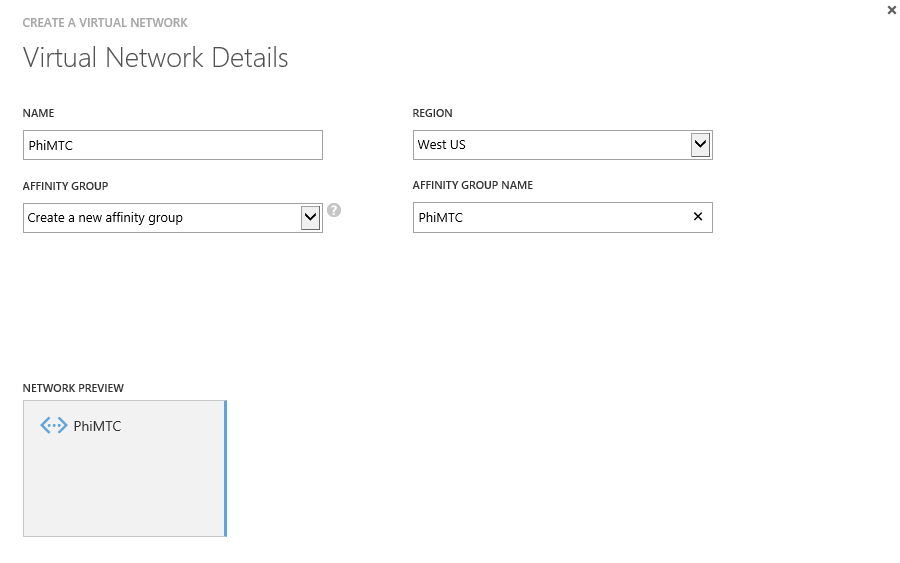 CREATE A VIRTUAL NETWORK
Virtual Network Details
NAME
REGION
PhiMTC
West US
AFFINITY GROUP
AFFINITY GROUP NAME
Create a new affinity group
?
PhiMTC
NETWORK PREVIEW
PhiMTC